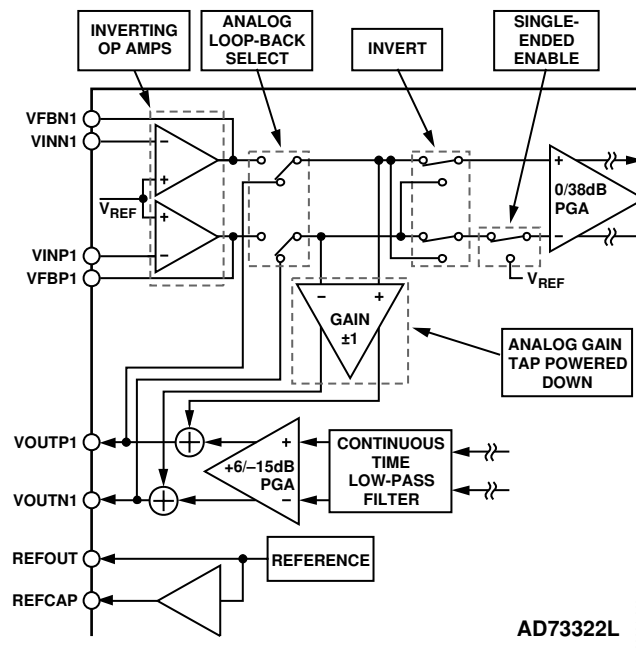 INVERTING
OP AMPS
ANALOG
LOOP-BACK
SELECT
INVERT
SINGLE-
ENDED
ENABLE
VFBN1
VINN1
VREF
VINP1
VFBP1
−
+
+
−
+
0/38dB
PGA
−
VREF
−
+
GAIN
±1
ANALOG GAIN
TAP POWERED
DOWN
VOUTP1
VOUTN1
+
+6/−15dB
PGA
−
CONTINUOUS
TIME
LOW-PASS
FILTER
REFOUT
REFERENCE
REFCAP
AD73322L